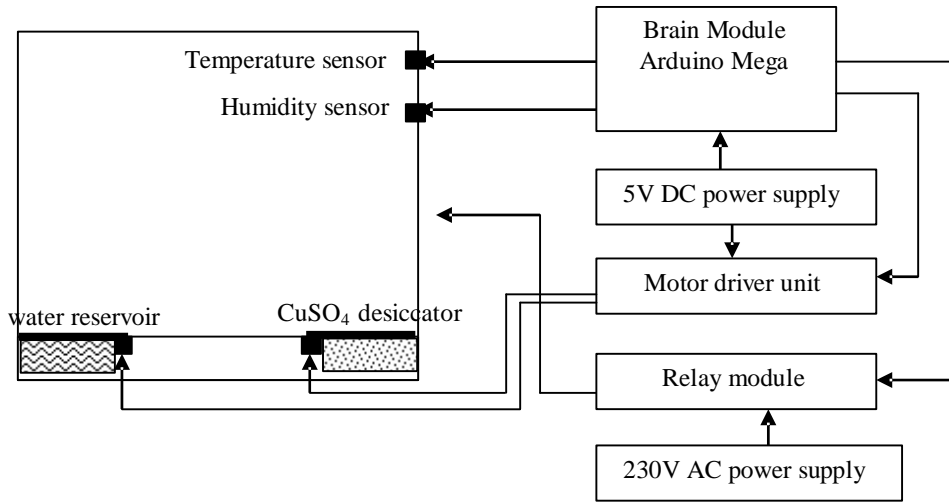 Temperature sensor
Humidity sensor
water reservoir
CuSO₄ desiccator
Brain Module
Arduino Mega
5V DC power supply
Motor driver unit
Relay module
230V AC power supply